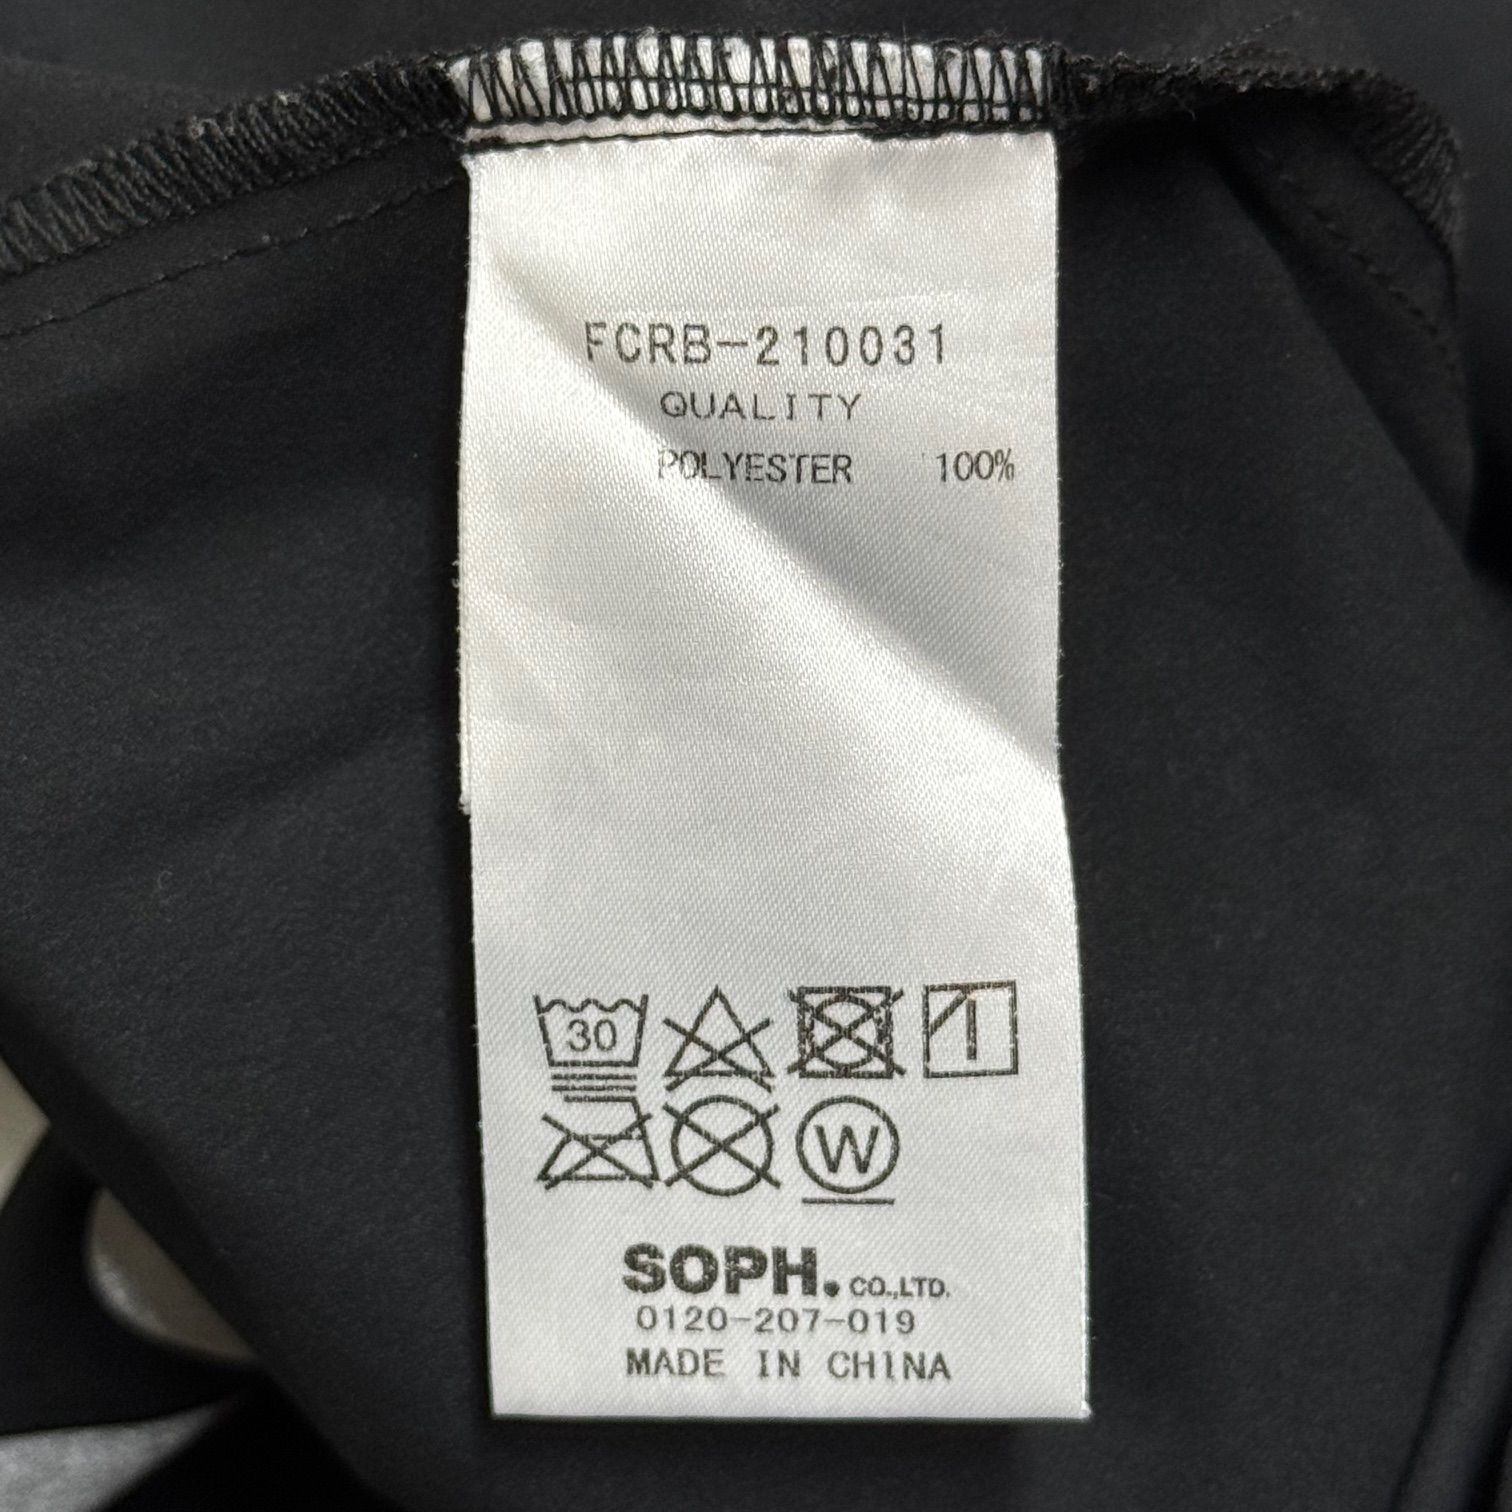 FCRB-210031
QUALITY
POLYESTER 100%
30
W
SOPH. CO.,LTD.
0120-207-019
MADE IN CHINA